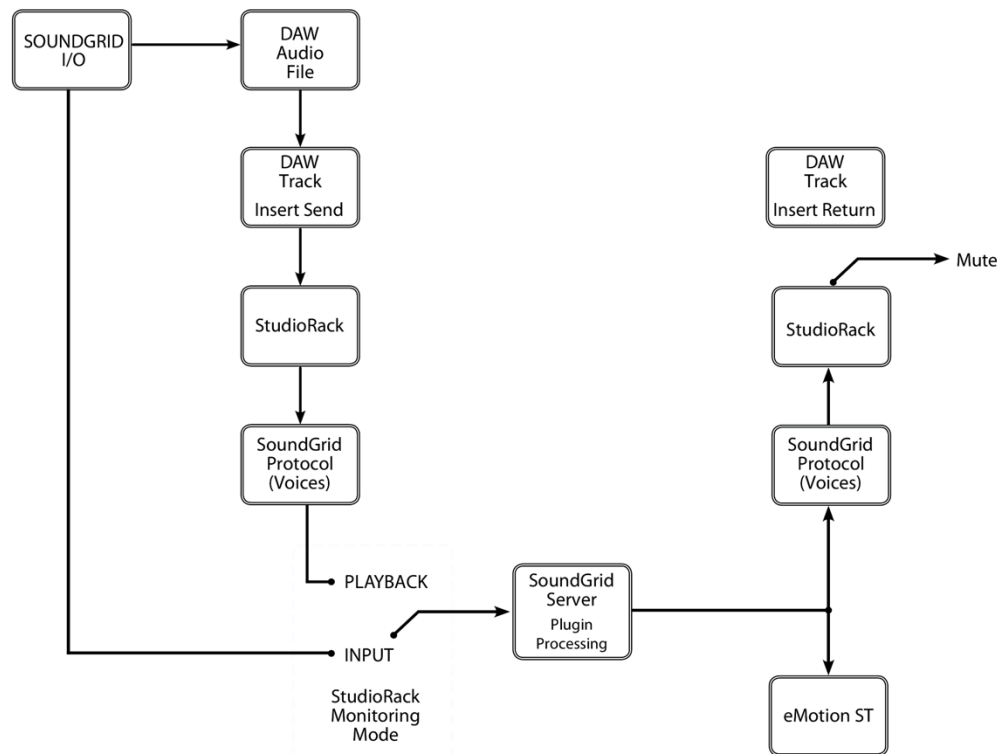 SOUNDGRID
I/O
DAW
Audio
File
DAW
Track
Insert Send
DAW
Track
Insert Return
Mute
StudioRack
StudioRack
SoundGrid
Protocol
(Voices)
SoundGrid
Protocol
(Voices)
PLAYBACK
SoundGrid
Server
Plugin
Processing
INPUT
StudioRack
Monitoring
Mode
eMotion ST